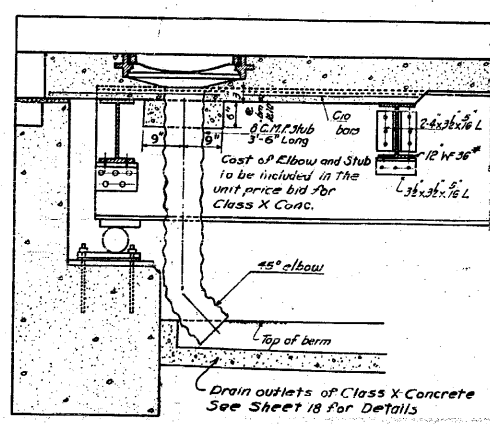 C10
bars
6"
8" C.M.P. Stub
3'-6" Long
9"
9"
2-4x3½x5/16 L
12" WF 36#
3½x3½x5/16 L
Cost of Elbow and Stub
to be included in the
unit price bid for
Class X Conc.
45° elbow
Top of berm
Drain outlets of Class X Concrete
See Sheet 18 for Details